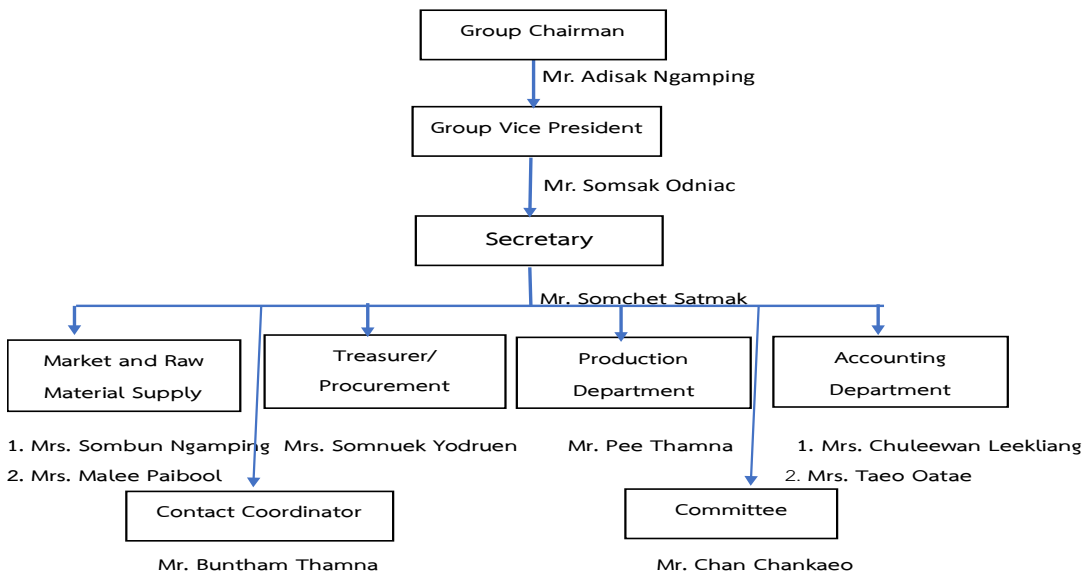 Group Chairman
Mr. Adisak Ngamping
Group Vice President
Mr. Somsak Odniac
Secretary
Mr. Somchet Satmak
Market and Raw
Material Supply
Treasurer/
Procurement
Production
Department
Accounting
Department
1. Mrs. Sombun Ngamping
2. Mrs. Malee Paibool
Mrs. Somnuek Yodruen
Mr. Pee Thamna
1. Mrs. Chuleewan Leekliang
2. Mrs. Taeo Oatae
Contact Coordinator
Mr. Buntham Thamna
Committee
Mr. Chan Chankaeo